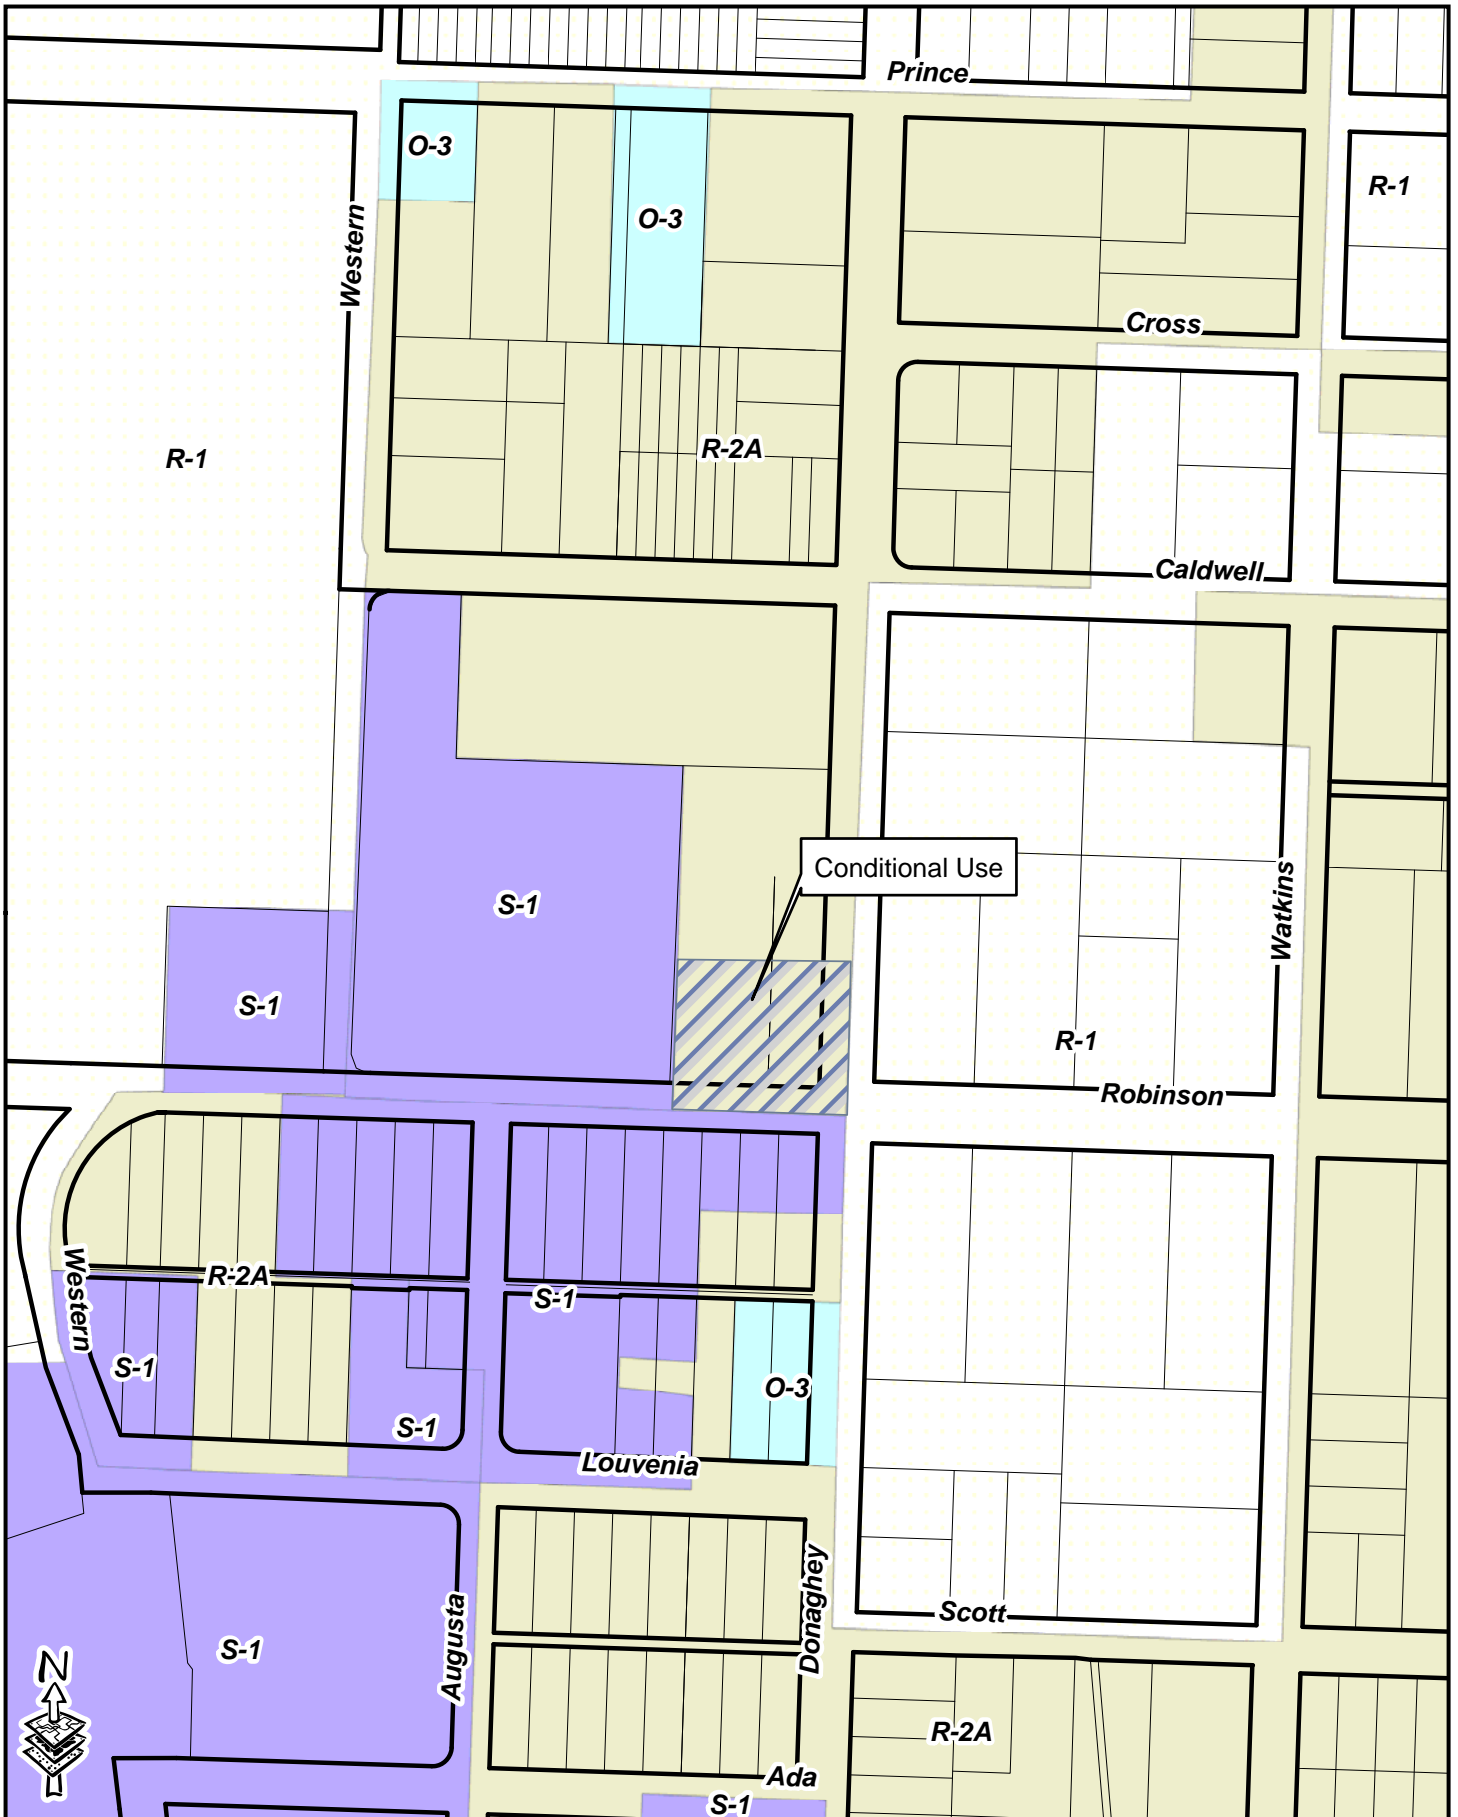 Prince
O-3
R-1
O-3
Western
Cross
R-2A
R-1
Caldwell
Conditional Use
S-1
Watkins
S-1
R-1
Robinson
Western
R-2A
S-1
S-1
O-3
S-1
Louvenia
Donaghey
Scott
Augusta
S-1
N
R-2A
Ada
S-1